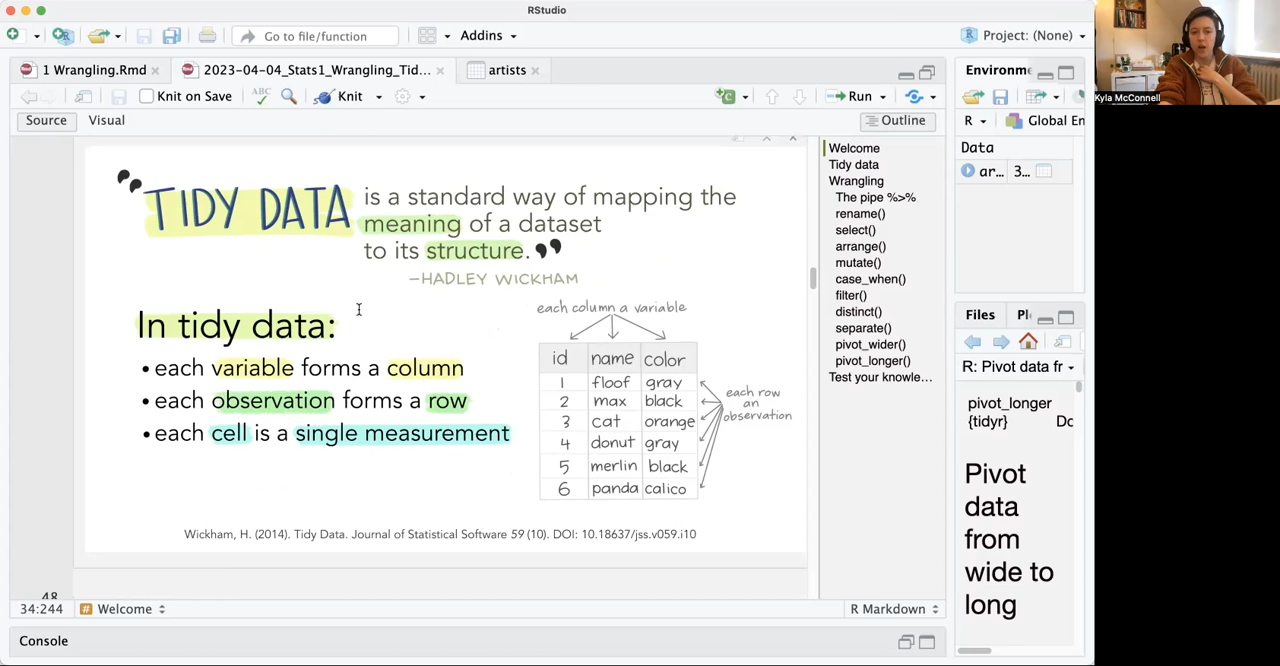 RStudio
Go to file/function
Addins
Project: (None)
1 Wrangling.Rmd
2023-04-04_Stats1_Wrangling_Tid...
artists
Knit on Save
ABC
Knit
Run
Source
Visual
Outline
"TIDY DATA is a standard way of mapping the
meaning of a dataset
to its structure."
—HADLEY WICKHAM
In tidy data:
• each variable forms a column
• each observation forms a row
• each cell is a single measurement
each column a variable
id name color
1 floof gray
2 max black
3 cat orange
4 donut gray
5 merlin black
6 panda calico
each row
an
observation
Wickham, H. (2014). Tidy Data. Journal of Statistical Software 59 (10). DOI: 10.18637/jss.v059.i10
48
34:244
# Welcome
R Markdown
Console
Welcome
Tidy data
Wrangling
The pipe %>%
rename()
select()
arrange()
mutate()
case_when()
filter()
distinct()
separate()
pivot_wider()
pivot_longer()
Test your knowle...
Environme
R
Global En
Data
ar...
3...
Files
R: Pivot data fr
pivot_longer
{tidyr}
Dc
Pivot
data
from
wide to
long
Kyla McConnell